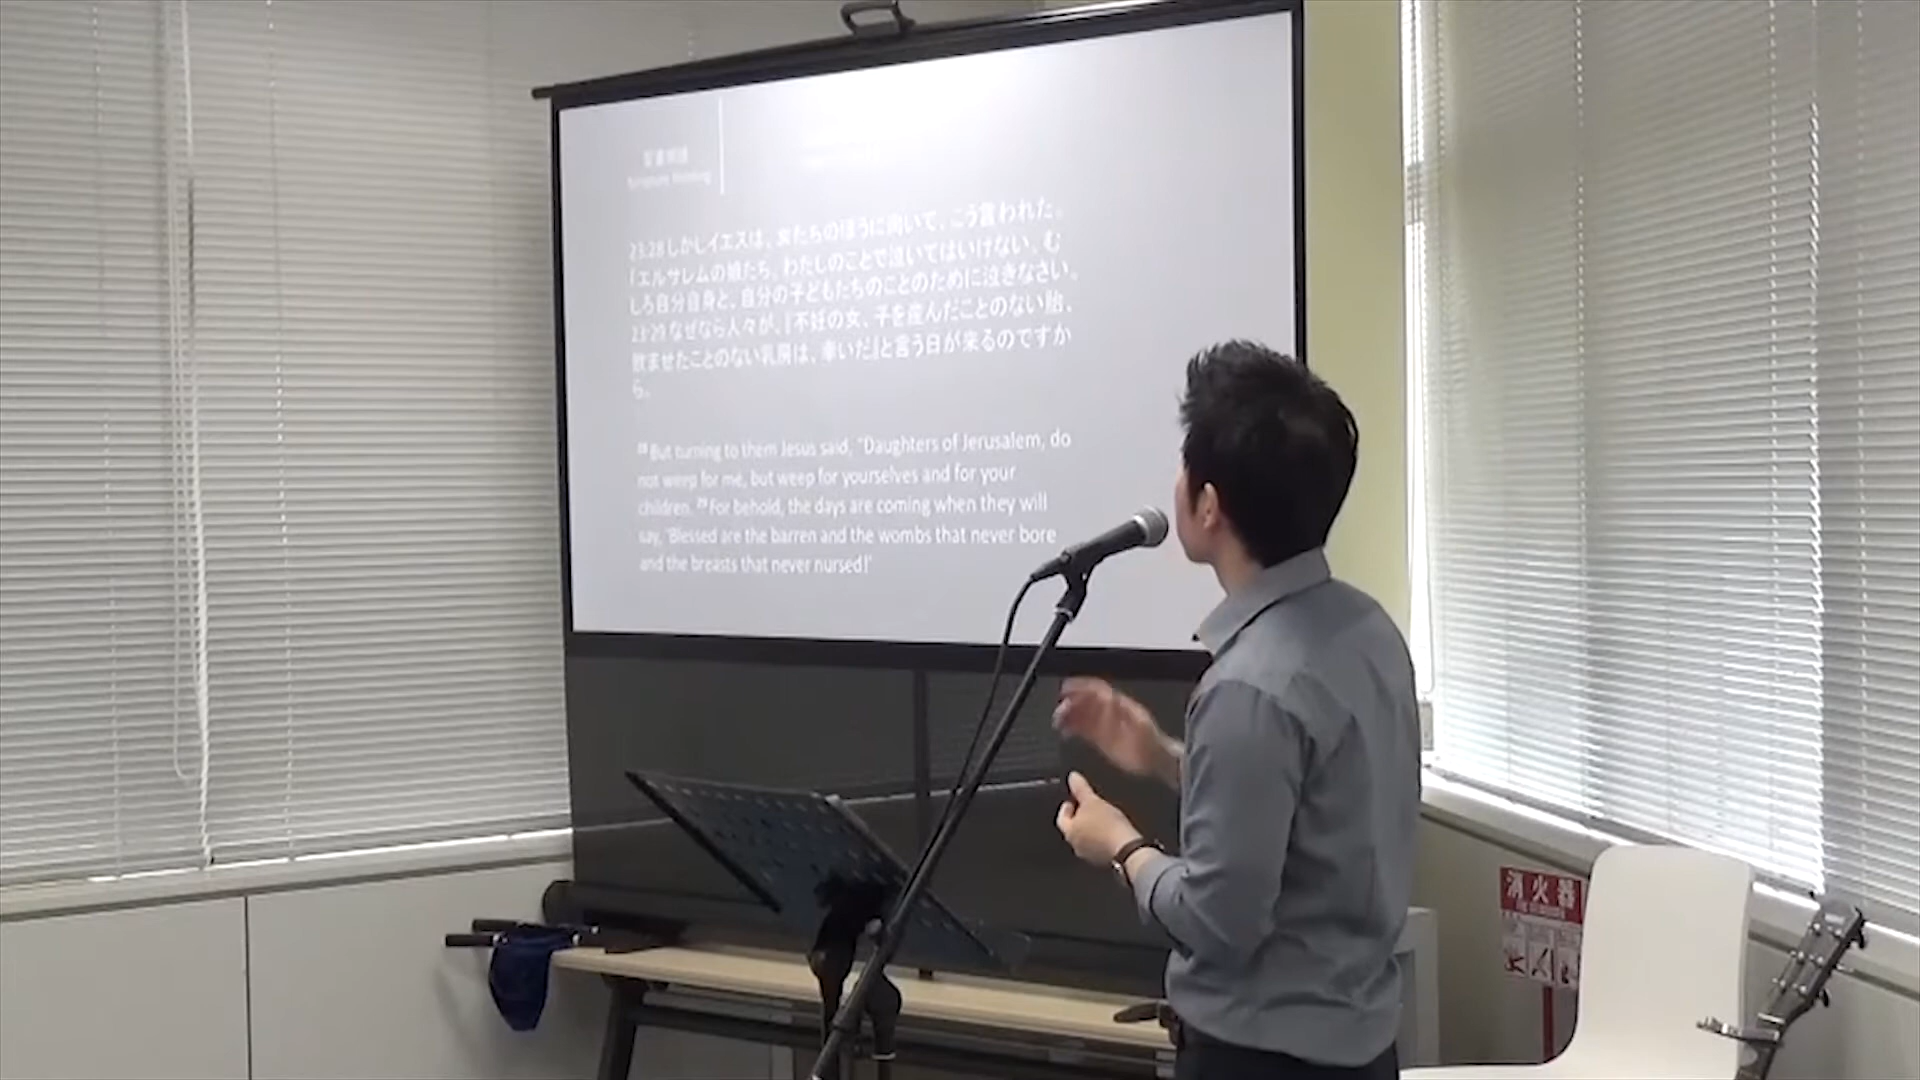 聖書朗読
Scripture Reading
23:28 しかしイエスは、女たちのほうに向いて、こう言われた。
「エルサレムの娘たち。わたしのことで泣いてはいけない。む
しろ自分自身と、自分の子どもたちのことのために泣きなさい。
23:29 なぜなら人々が、『不妊の女、子を産んだことのない胎、
飲ませたことのない乳房は、幸いだ』と言う日が来るのですか
ら。
28 But turning to them Jesus said, "Daughters of Jerusalem, do
not weep for me, but weep for yourselves and for your
children. 29 For behold, the days are coming when they will
say, 'Blessed are the barren and the wombs that never bore
and the breasts that never nursed!'
消火器